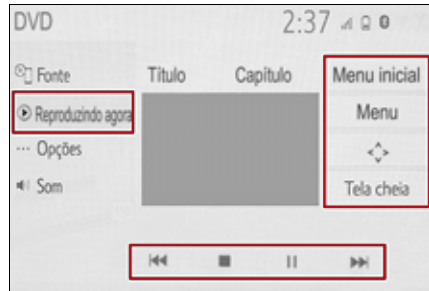 DVD 2:37
Fonte
Título Capítulo
Menu inicial
Reproduzindo agora
Menu
Opções
Som
Tela cheia